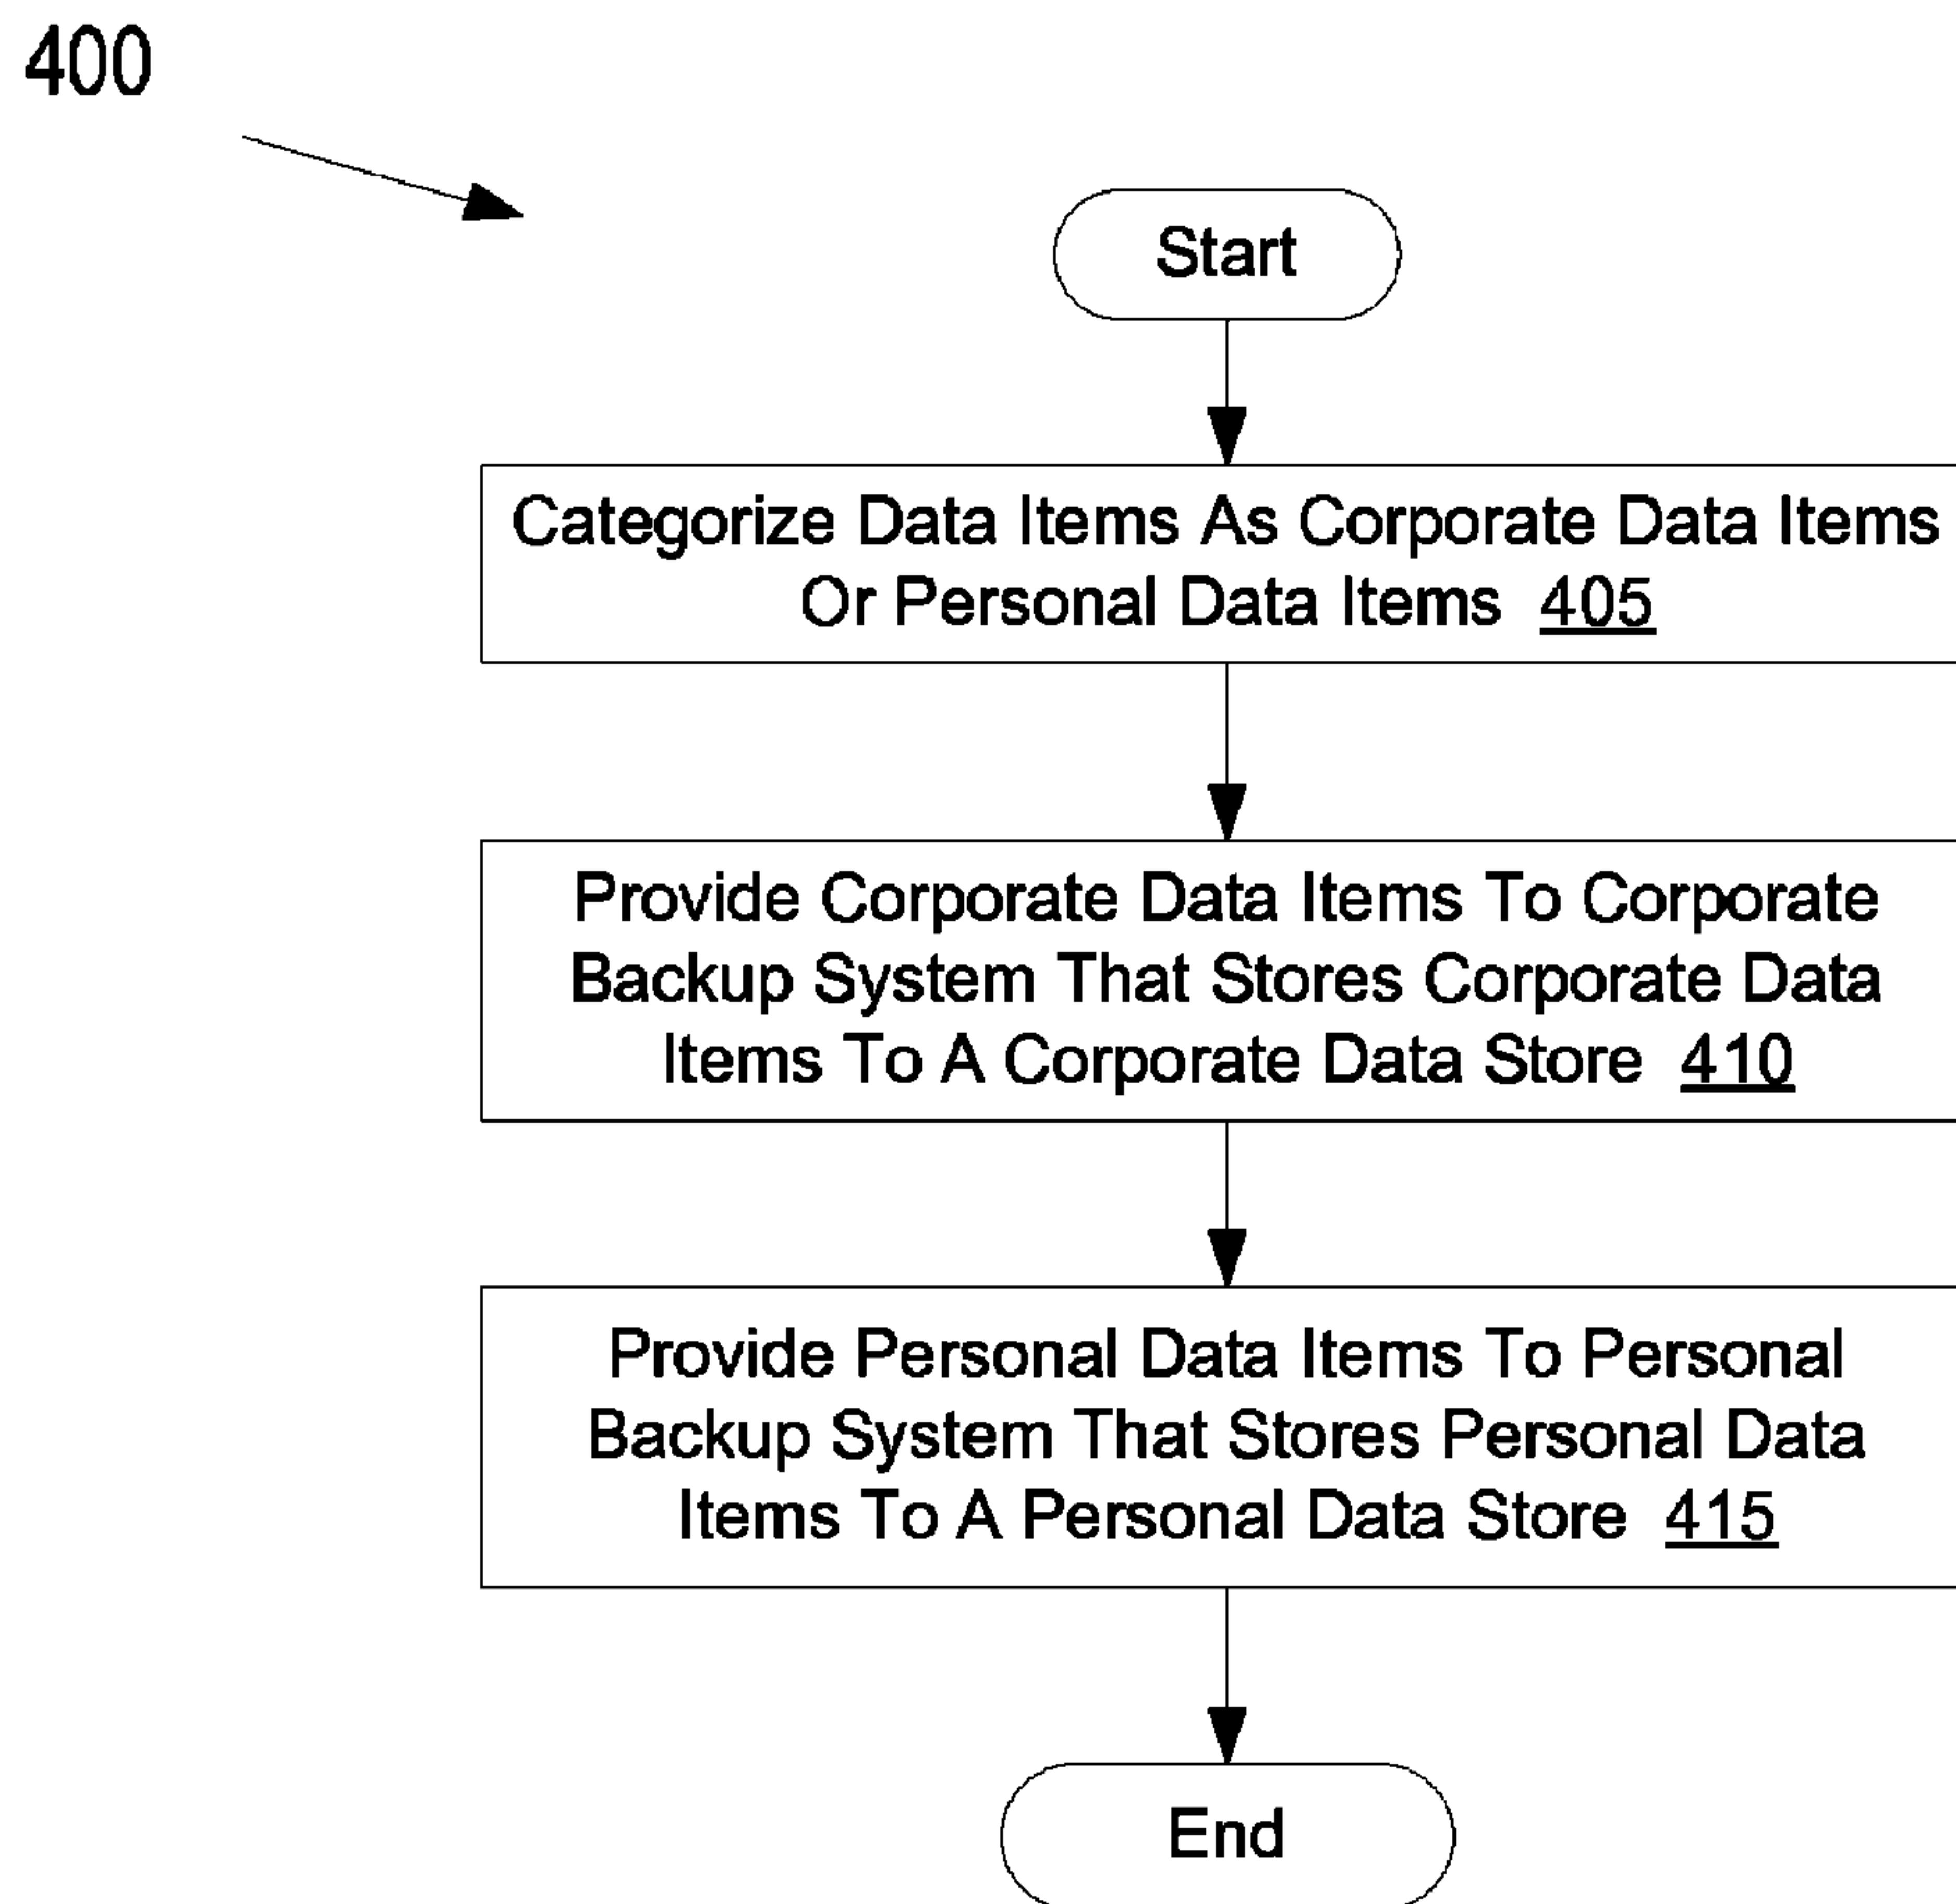 400
Start
Categorize Data Items As Corporate Data Items
Or Personal Data Items 405
Provide Corporate Data Items To Corporate
Backup System That Stores Corporate Data
Items To A Corporate Data Store 410
Provide Personal Data Items To Personal
Backup System That Stores Personal Data
Items To A Personal Data Store 415
End